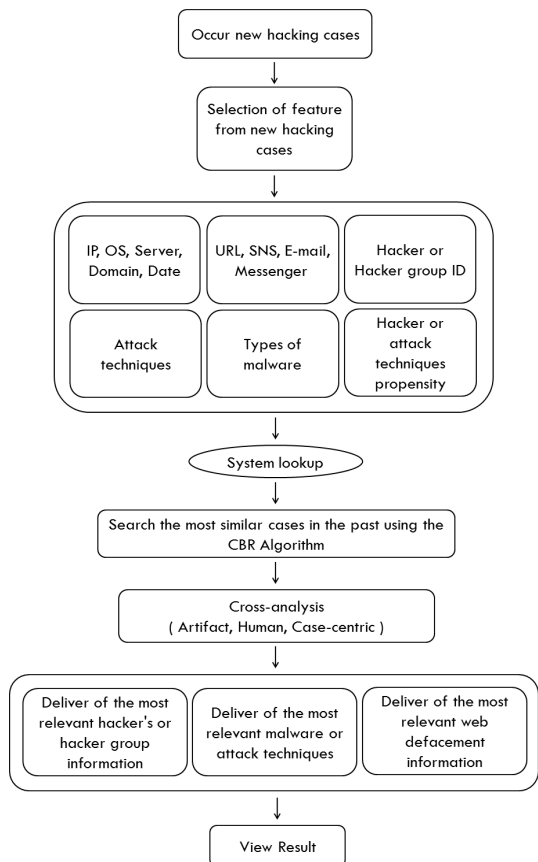 Occur new hacking cases
Selection of feature
from new hacking
cases
IP, OS, Server,
Domain, Date
URL, SNS, E-mail,
Messenger
Hacker or
Hacker group ID
Attack
techniques
Types of
malware
Hacker or
attack
techniques
propensity
System lookup
Search the most similar cases in the past using the
CBR Algorithm
Cross-analysis
( Artifact, Human, Case-centric )
Deliver of the most
relevant hacker's or
hacker group
information
Deliver of the most
relevant malware or
attack techniques
Deliver of the most
relevant web
defacement
information
View Result